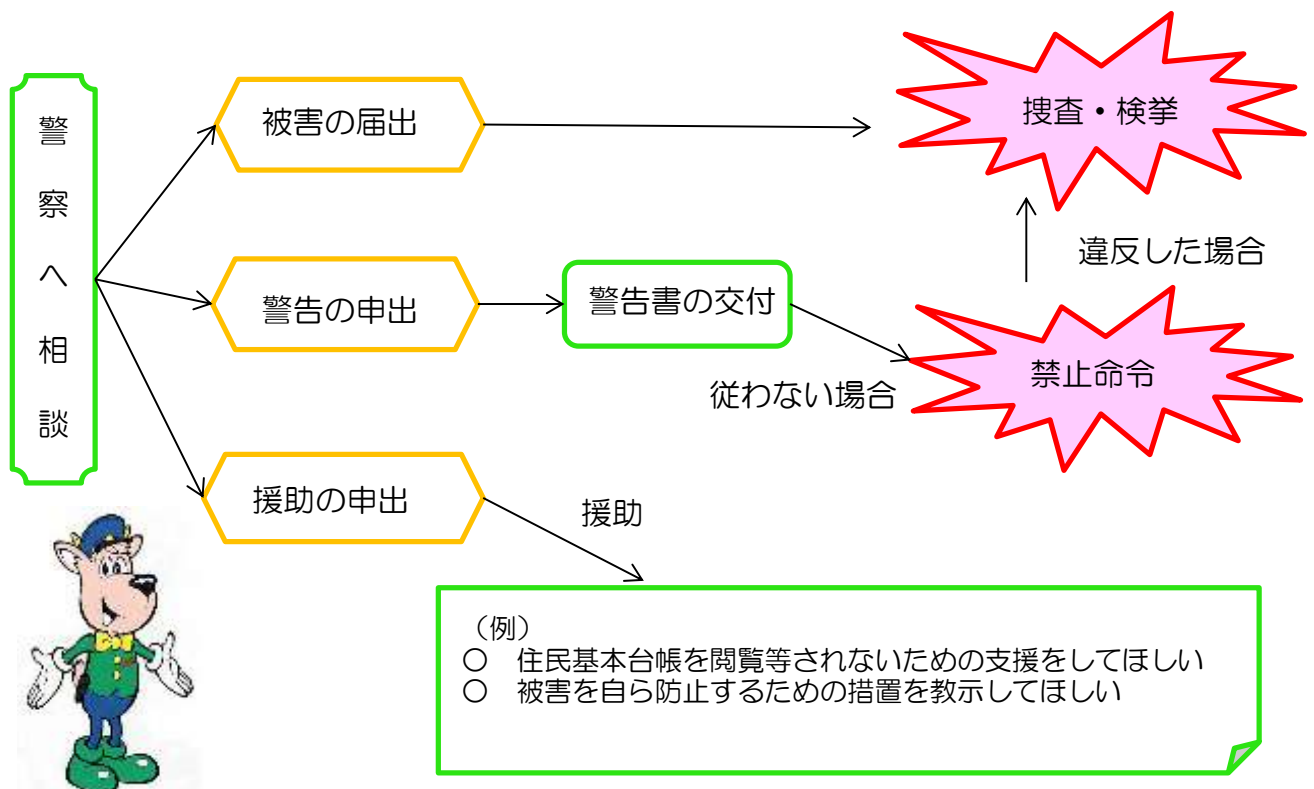 警察へ相談
被害の届出
捜査・検挙
違反した場合
警告の申出
警告書の交付
従わない場合
禁止命令
援助の申出
援助
（例）
○　住民基本台帳を閲覧等されないための支援をしてほしい
○　被害を自ら防止するための措置を教示してほしい